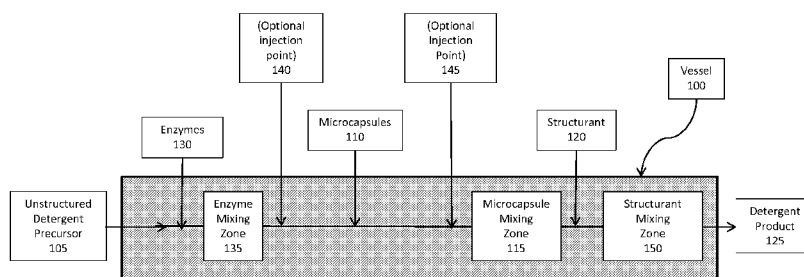 (Optional
injection
point)
140
(Optional
Injection
Point)
145
Vessel
100
Enzymes
130
Microcapsules
110
Structurant
120
Unstructured
Detergent
Precursor
105
Enzyme
Mixing
Zone
135
Microcapsule
Mixing
Zone
115
Structurant
Mixing
Zone
150
Detergent
Product
125